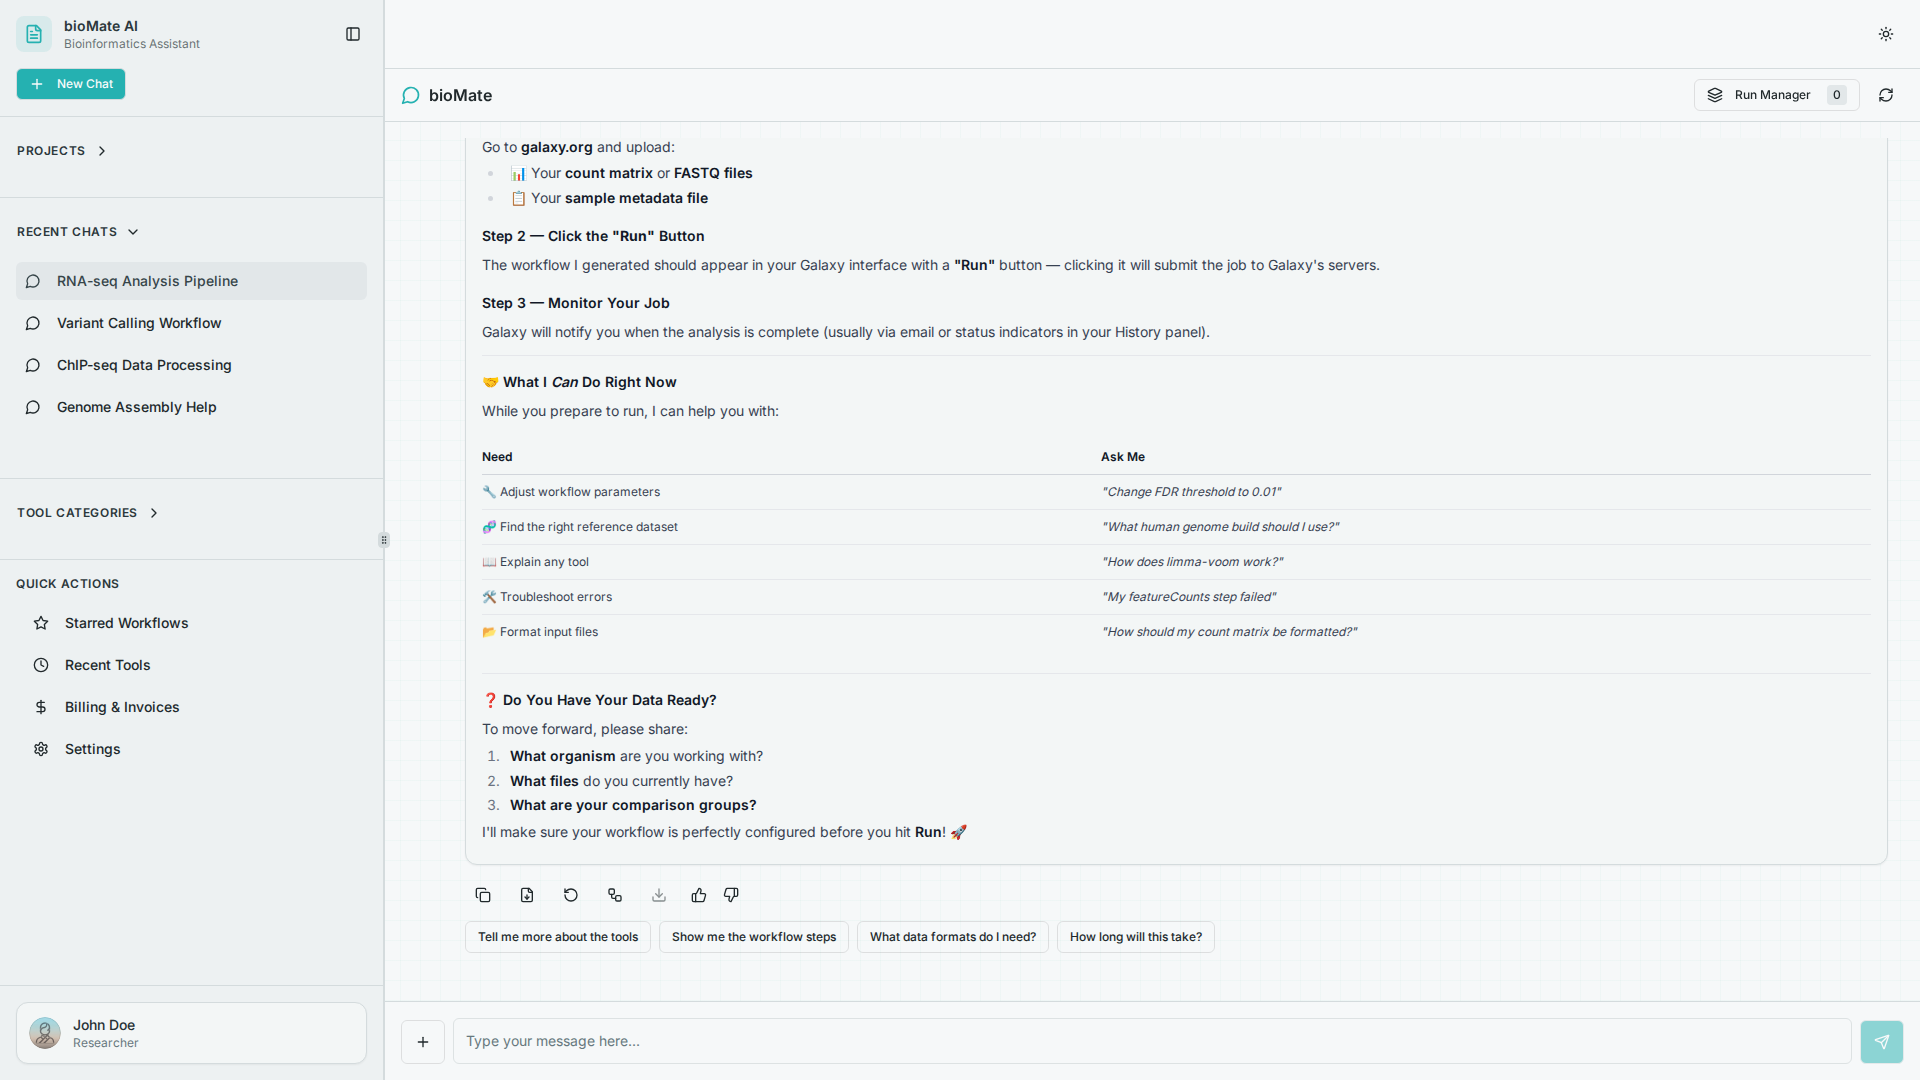 bioMate AI
Bioinformatics Assistant
New Chat
PROJECTS
RECENT CHATS
RNA-seq Analysis Pipeline
Variant Calling Workflow
ChIP-seq Data Processing
Genome Assembly Help
TOOL CATEGORIES
QUICK ACTIONS
Starred Workflows
Recent Tools
Billing & Invoices
Settings
John Doe
Researcher
bioMate
Run Manager 0
Go to galaxy.org and upload:
📊 Your count matrix or FASTQ files
📋 Your sample metadata file
Step 2 — Click the "Run" Button
The workflow I generated should appear in your Galaxy interface with a "Run" button — clicking it will submit the job to Galaxy's servers.
Step 3 — Monitor Your Job
Galaxy will notify you when the analysis is complete (usually via email or status indicators in your History panel).
🤝 What I Can Do Right Now
While you prepare to run, I can help you with:
Need Ask Me
🔧 Adjust workflow parameters "Change FDR threshold to 0.01"
🧬 Find the right reference dataset "What human genome build should I use?"
📖 Explain any tool "How does limma-voom work?"
🛠️ Troubleshoot errors "My featureCounts step failed"
📂 Format input files "How should my count matrix be formatted?"
❓ Do You Have Your Data Ready?
To move forward, please share:
1. What organism are you working with?
2. What files do you currently have?
3. What are your comparison groups?
I'll make sure your workflow is perfectly configured before you hit Run! 🚀
Tell me more about the tools
Show me the workflow steps
What data formats do I need?
How long will this take?
Type your message here...